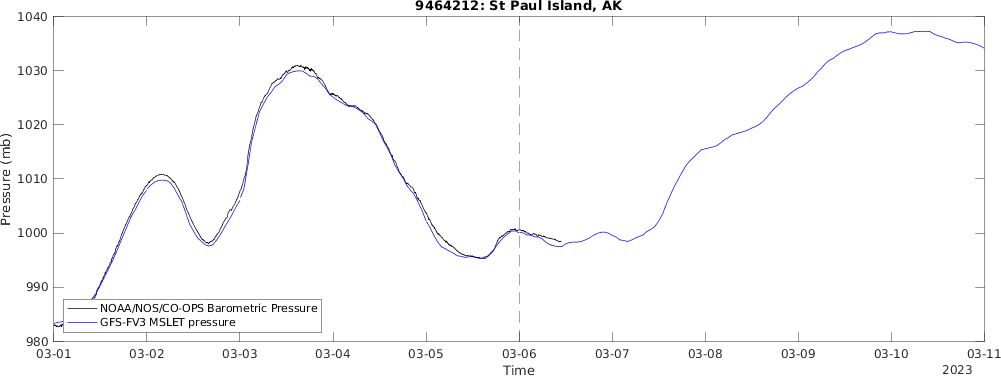 9464212: St Paul Island, AK
1040
1030
1020
1010
1000
990
980
Pressure (mb)
NOAA/NOS/CO-OPS Barometric Pressure
GFS-FV3 MSLET pressure
03-01 03-02 03-03 03-04 03-05 03-06 03-07 03-08 03-09 03-10 03-11
Time
2023